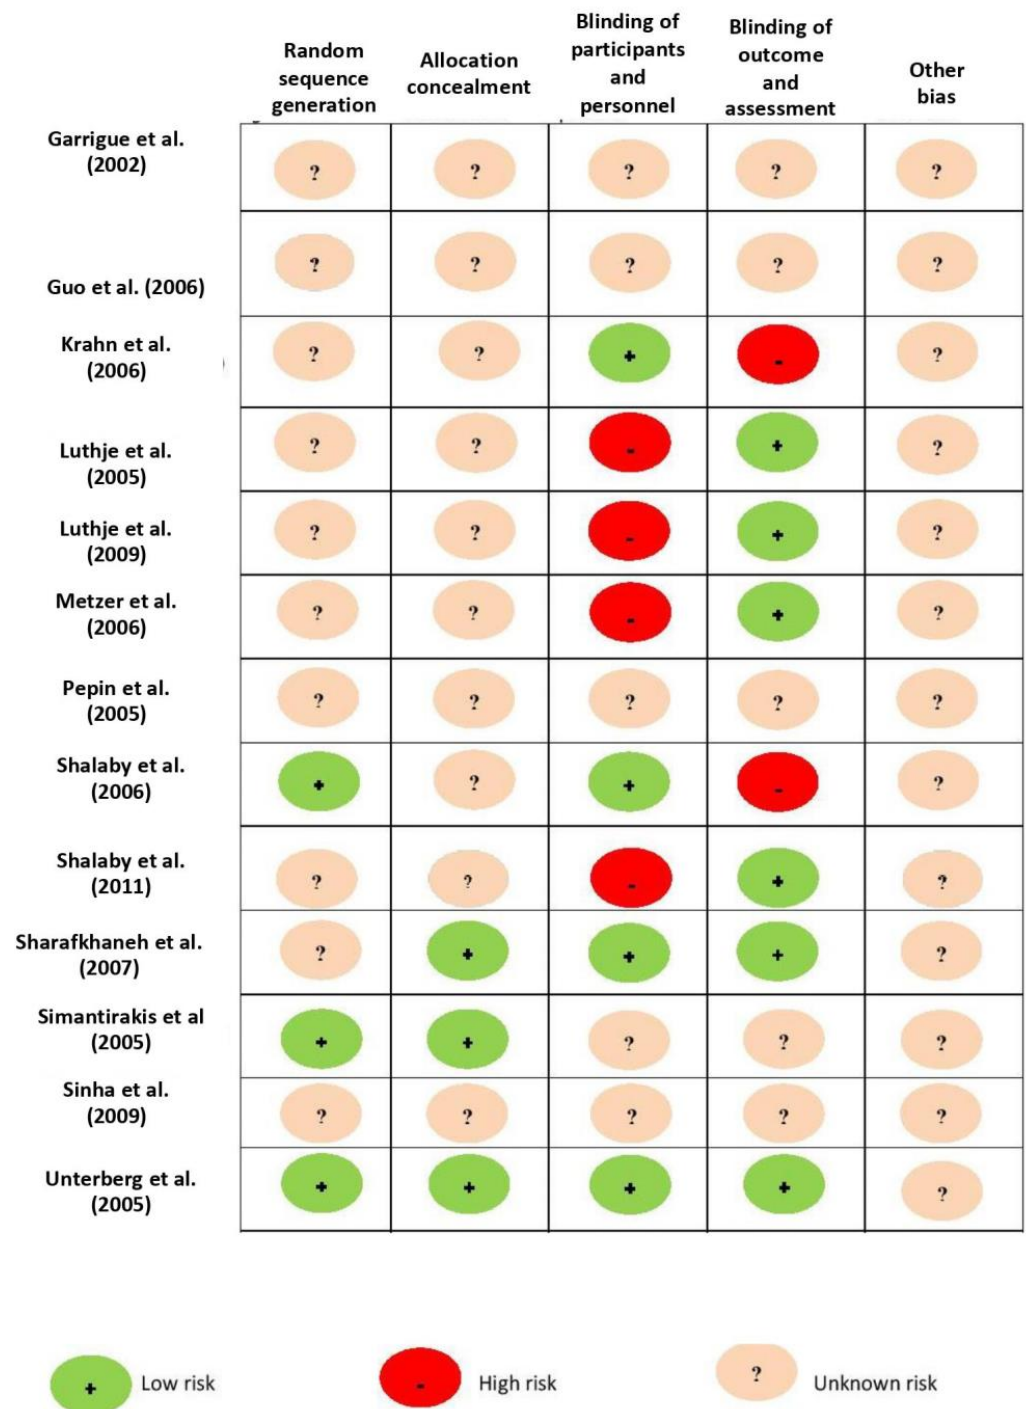 Random
sequence
generation
Allocation
concealment
Blinding of
participants
and
personnel
Blinding of
outcome
and
assessment
Other
bias
Garrigue et al.
(2002)
? ? ? ? ?
Guo et al. (2006)
? ? ? ? ?
Krahn et al.
(2006)
? ? + - ?
Luthje et al.
(2005)
? ? - + ?
Luthje et al.
(2009)
? ? - + ?
Metzer et al.
(2006)
? ? - + ?
Pepin et al.
(2005)
? ? ? ? ?
Shalaby et al.
(2006)
+ ? + - ?
Shalaby et al.
(2011)
? ? - + ?
Sharafkhaneh et al.
(2007)
? + + + ?
Simantirakis et al
(2005)
+ + ? ? ?
Sinha et al.
(2009)
? ? ? ? ?
Unterberg et al.
(2005)
+ + + + ?
+ Low risk
- High risk
? Unknown risk